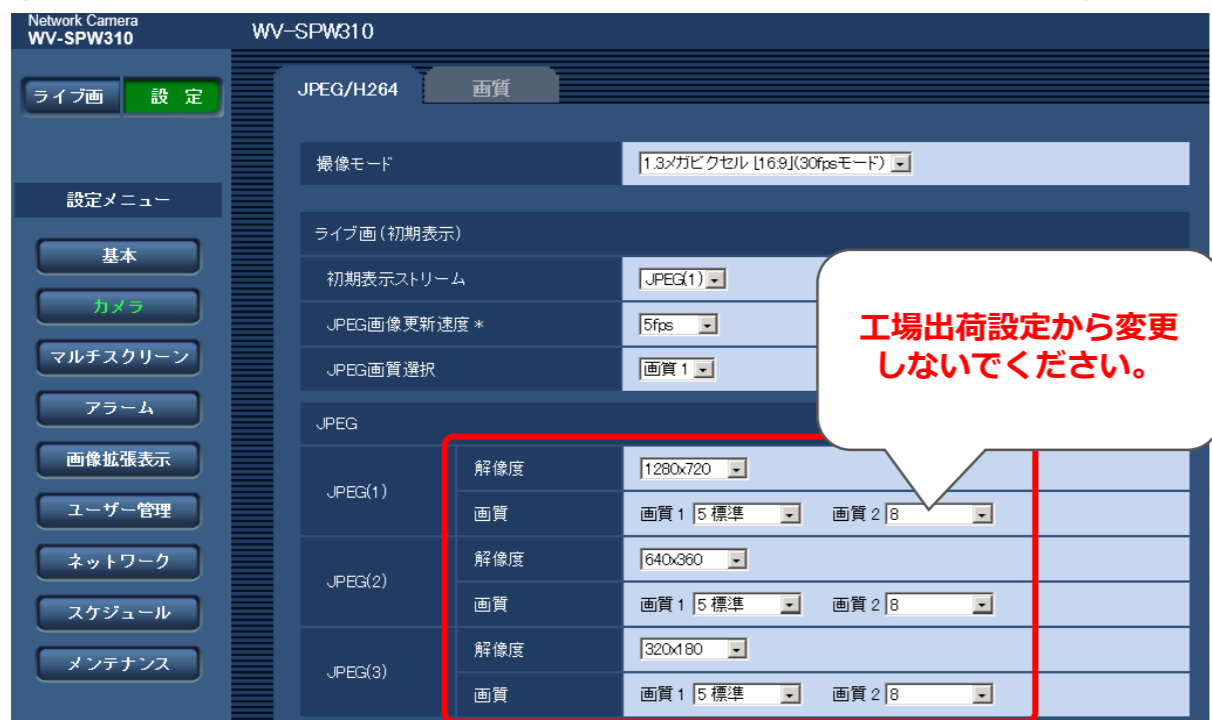 Network Camera
WV-SPW310
WV-SPW310
ライブ画 設 定
JPEG/H264 画質
撮像モード 1.3メガピクセル [16:9](30fpsモード)
設定メニュー
ライブ画(初期表示)
基本
初期表示ストリーム JPEG(1)
カメラ
JPEG画像更新速度 * 5fps
工場出荷設定から変更
しないでください。
マルチスクリーン
JPEG画質選択 画質 1
アラーム
JPEG
画像拡張表示
JPEG(1)
解像度 1280x720
画質 画質 1 5 標準 画質 2 8
ユーザー管理
ネットワーク
JPEG(2)
解像度 640x360
画質 画質 1 5 標準 画質 2 8
スケジュール
メンテナンス
JPEG(3)
解像度 320x180
画質 画質 1 5 標準 画質 2 8